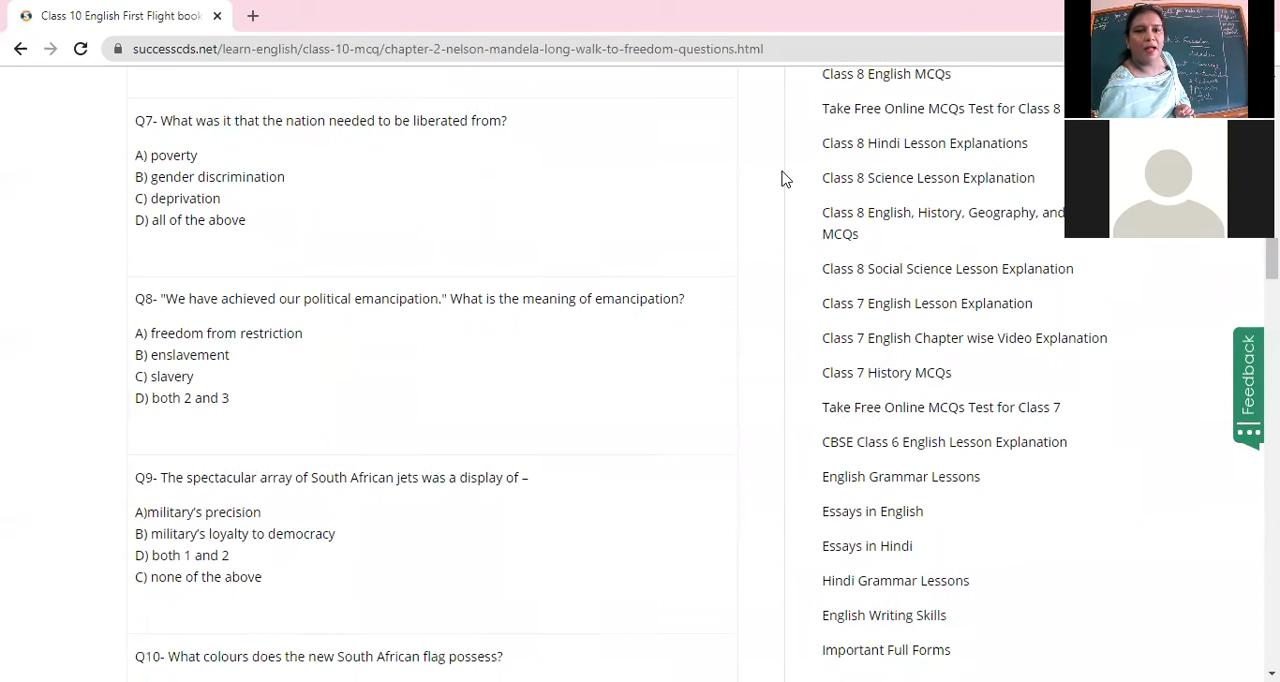 Class 10 English First Flight book
successcds.net/learn-english/class-10-mcq/chapter-2-nelson-mandela-long-walk-to-freedom-questions.html
Q7- What was it that the nation needed to be liberated from?
A) poverty
B) gender discrimination
C) deprivation
D) all of the above
Q8- "We have achieved our political emancipation." What is the meaning of emancipation?
A) freedom from restriction
B) enslavement
C) slavery
D) both 2 and 3
Q9- The spectacular array of South African jets was a display of –
A)military's precision
B) military's loyalty to democracy
D) both 1 and 2
C) none of the above
Q10- What colours does the new South African flag possess?
Class 8 English MCQs
Take Free Online MCQs Test for Class 8
Class 8 Hindi Lesson Explanations
Class 8 Science Lesson Explanation
Class 8 English, History, Geography, and
MCQs
Class 8 Social Science Lesson Explanation
Class 7 English Lesson Explanation
Class 7 English Chapter wise Video Explanation
Class 7 History MCQs
Take Free Online MCQs Test for Class 7
CBSE Class 6 English Lesson Explanation
English Grammar Lessons
Essays in English
Essays in Hindi
Hindi Grammar Lessons
English Writing Skills
Important Full Forms
Feedback